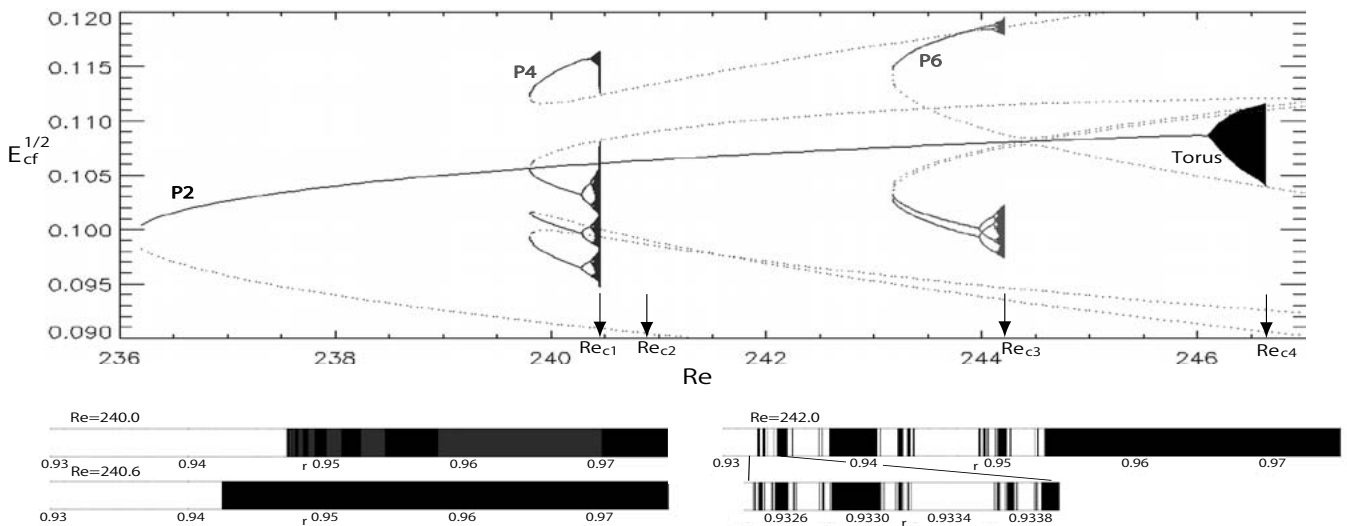 0.120
0.115
0.110
0.105
0.100
0.095
0.090
E_cf^1/2
P4
P6
P2
Torus
236 238 240 242 244 246
Re_c1 Re_c2 Re_c3 Re_c4
Re
Re=240.0
0.93 0.94 r 0.95 0.96 0.97
Re=240.6
0.93 0.94 r 0.95 0.96 0.97
Re=242.0
0.93 0.94 r 0.95 0.96 0.97
0.9326 0.9330 r 0.9334 0.9338